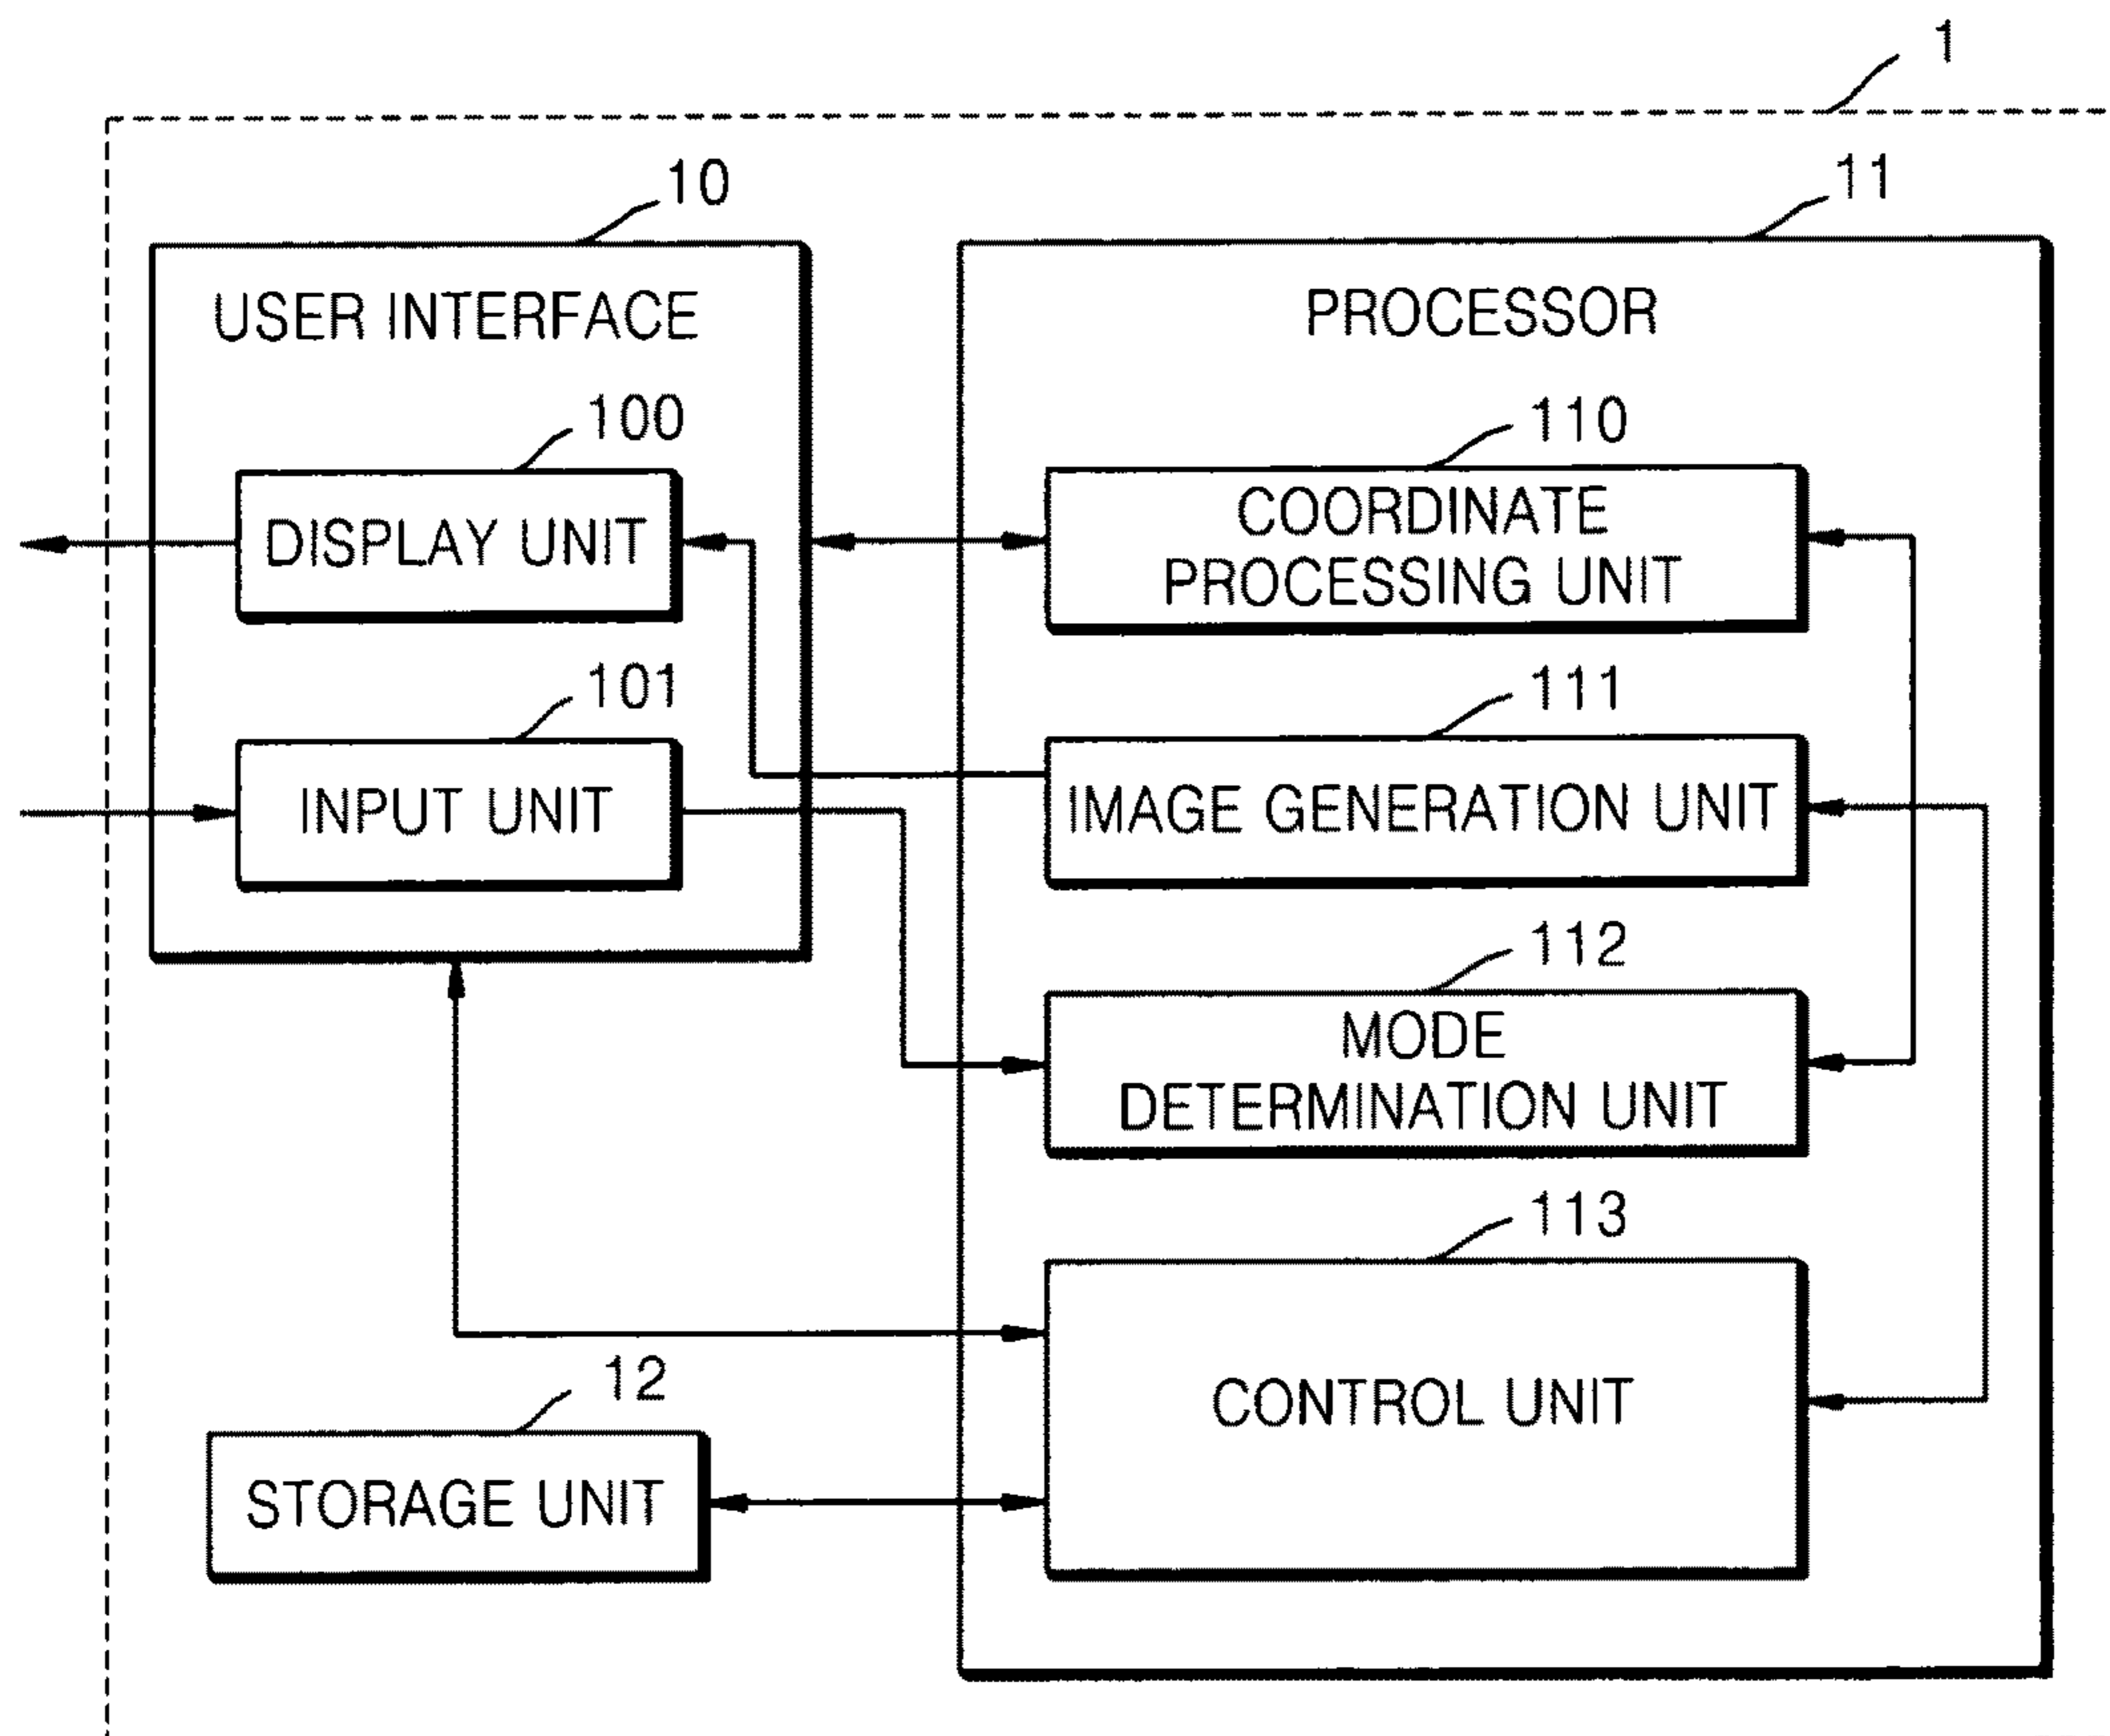 1
10
11
USER INTERFACE
PROCESSOR
100
DISPLAY UNIT
110
COORDINATE
PROCESSING UNIT
101
INPUT UNIT
111
IMAGE GENERATION UNIT
112
MODE
DETERMINATION UNIT
113
CONTROL UNIT
12
STORAGE UNIT